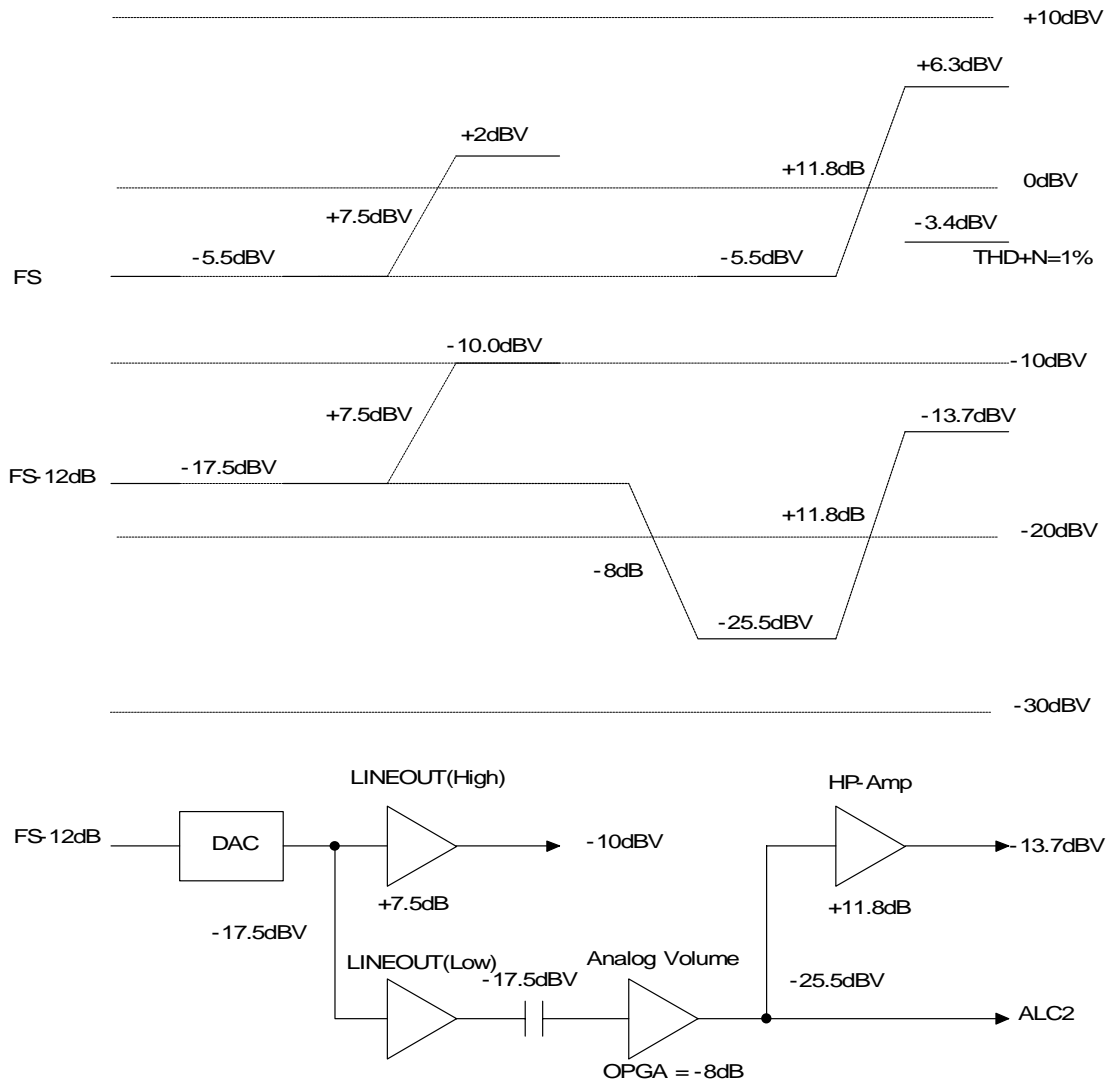 +10dBV
+6.3dBV
+2dBV
+11.8dB
0dBV
+7.5dBV
-3.4dBV
-5.5dBV
-5.5dBV
THD+N=1%
FS
-10.0dBV
-10dBV
+7.5dBV
-13.7dBV
-17.5dBV
FS-12dB
+11.8dB
-20dBV
-8dB
-25.5dBV
-30dBV
LINEOUT(High)
HP-Amp
FS-12dB
DAC
-10dBV
-13.7dBV
+7.5dB
+11.8dB
-17.5dBV
LINEOUT(Low)
-17.5dBV
Analog Volume
-25.5dBV
ALC2
OPGA = -8dB